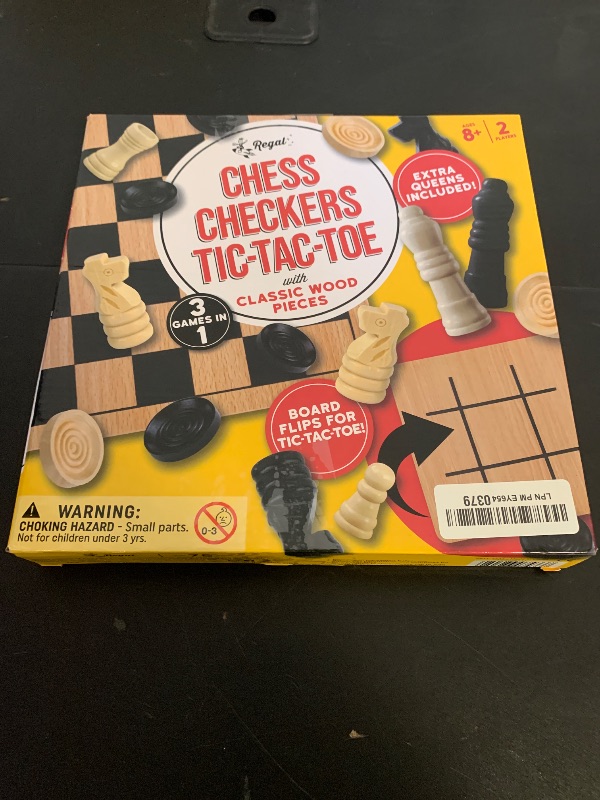 Regal
CHESS
CHECKERS
TIC-TAC-TOE
with
CLASSIC WOOD
PIECES
3
GAMES IN
1
AGES
8+
2
PLAYERS
EXTRA
QUEENS
INCLUDED!
BOARD
FLIPS FOR
TIC-TAC-TOE!
WARNING:
CHOKING HAZARD - Small parts.
Not for children under 3 yrs.
0-3
LPN PM EY654 0379